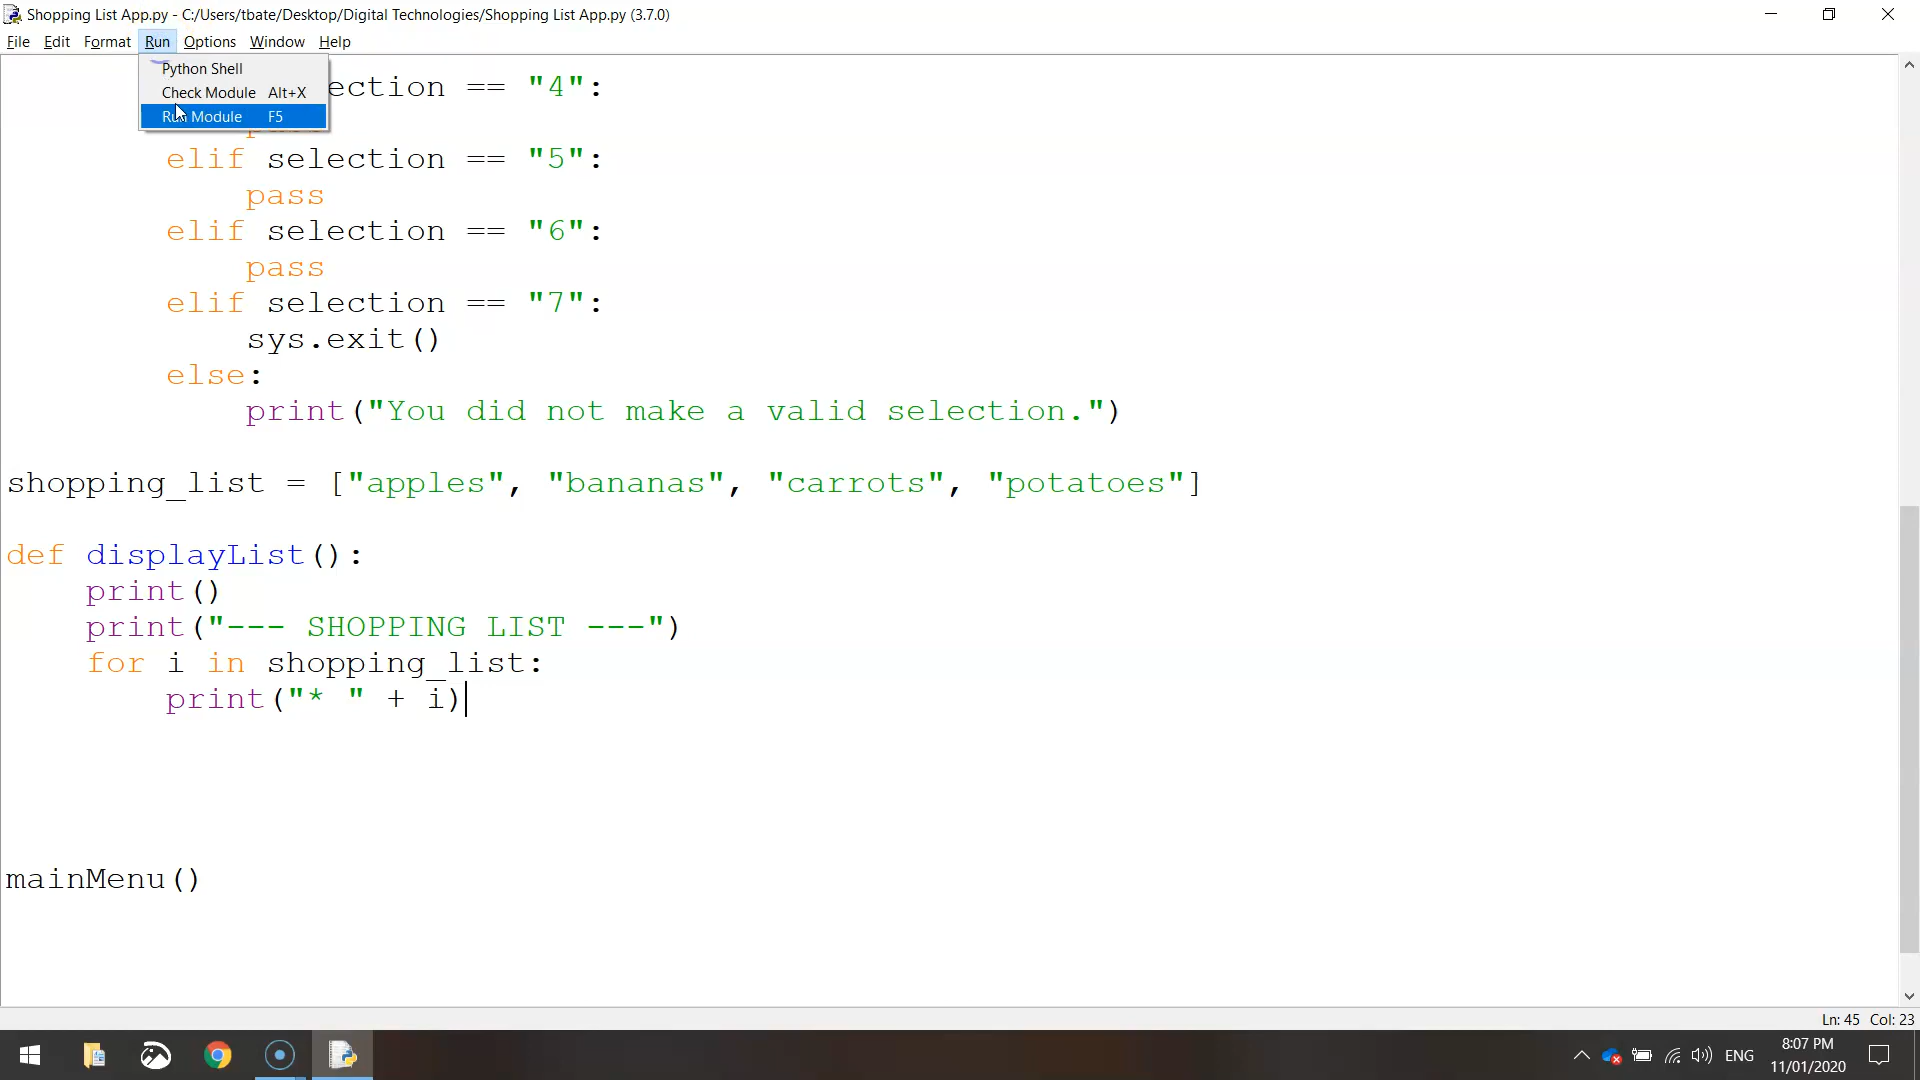 Shopping List App.py - C:/Users/tbate/Desktop/Digital Technologies/Shopping List App.py (3.7.0)
File Edit Format Run Options Window Help
Python Shell
Check Module Alt+X
Run Module F5
ection == "4":
elif selection == "5":
pass
elif selection == "6":
pass
elif selection == "7":
sys.exit()
else:
print("You did not make a valid selection.")
shopping_list = ["apples", "bananas", "carrots", "potatoes"]
def displayList():
print()
print("--- SHOPPING LIST ---")
for i in shopping_list:
print("* " + i)
mainMenu()
Ln: 45 Col: 23
ENG
8:07 PM
11/01/2020